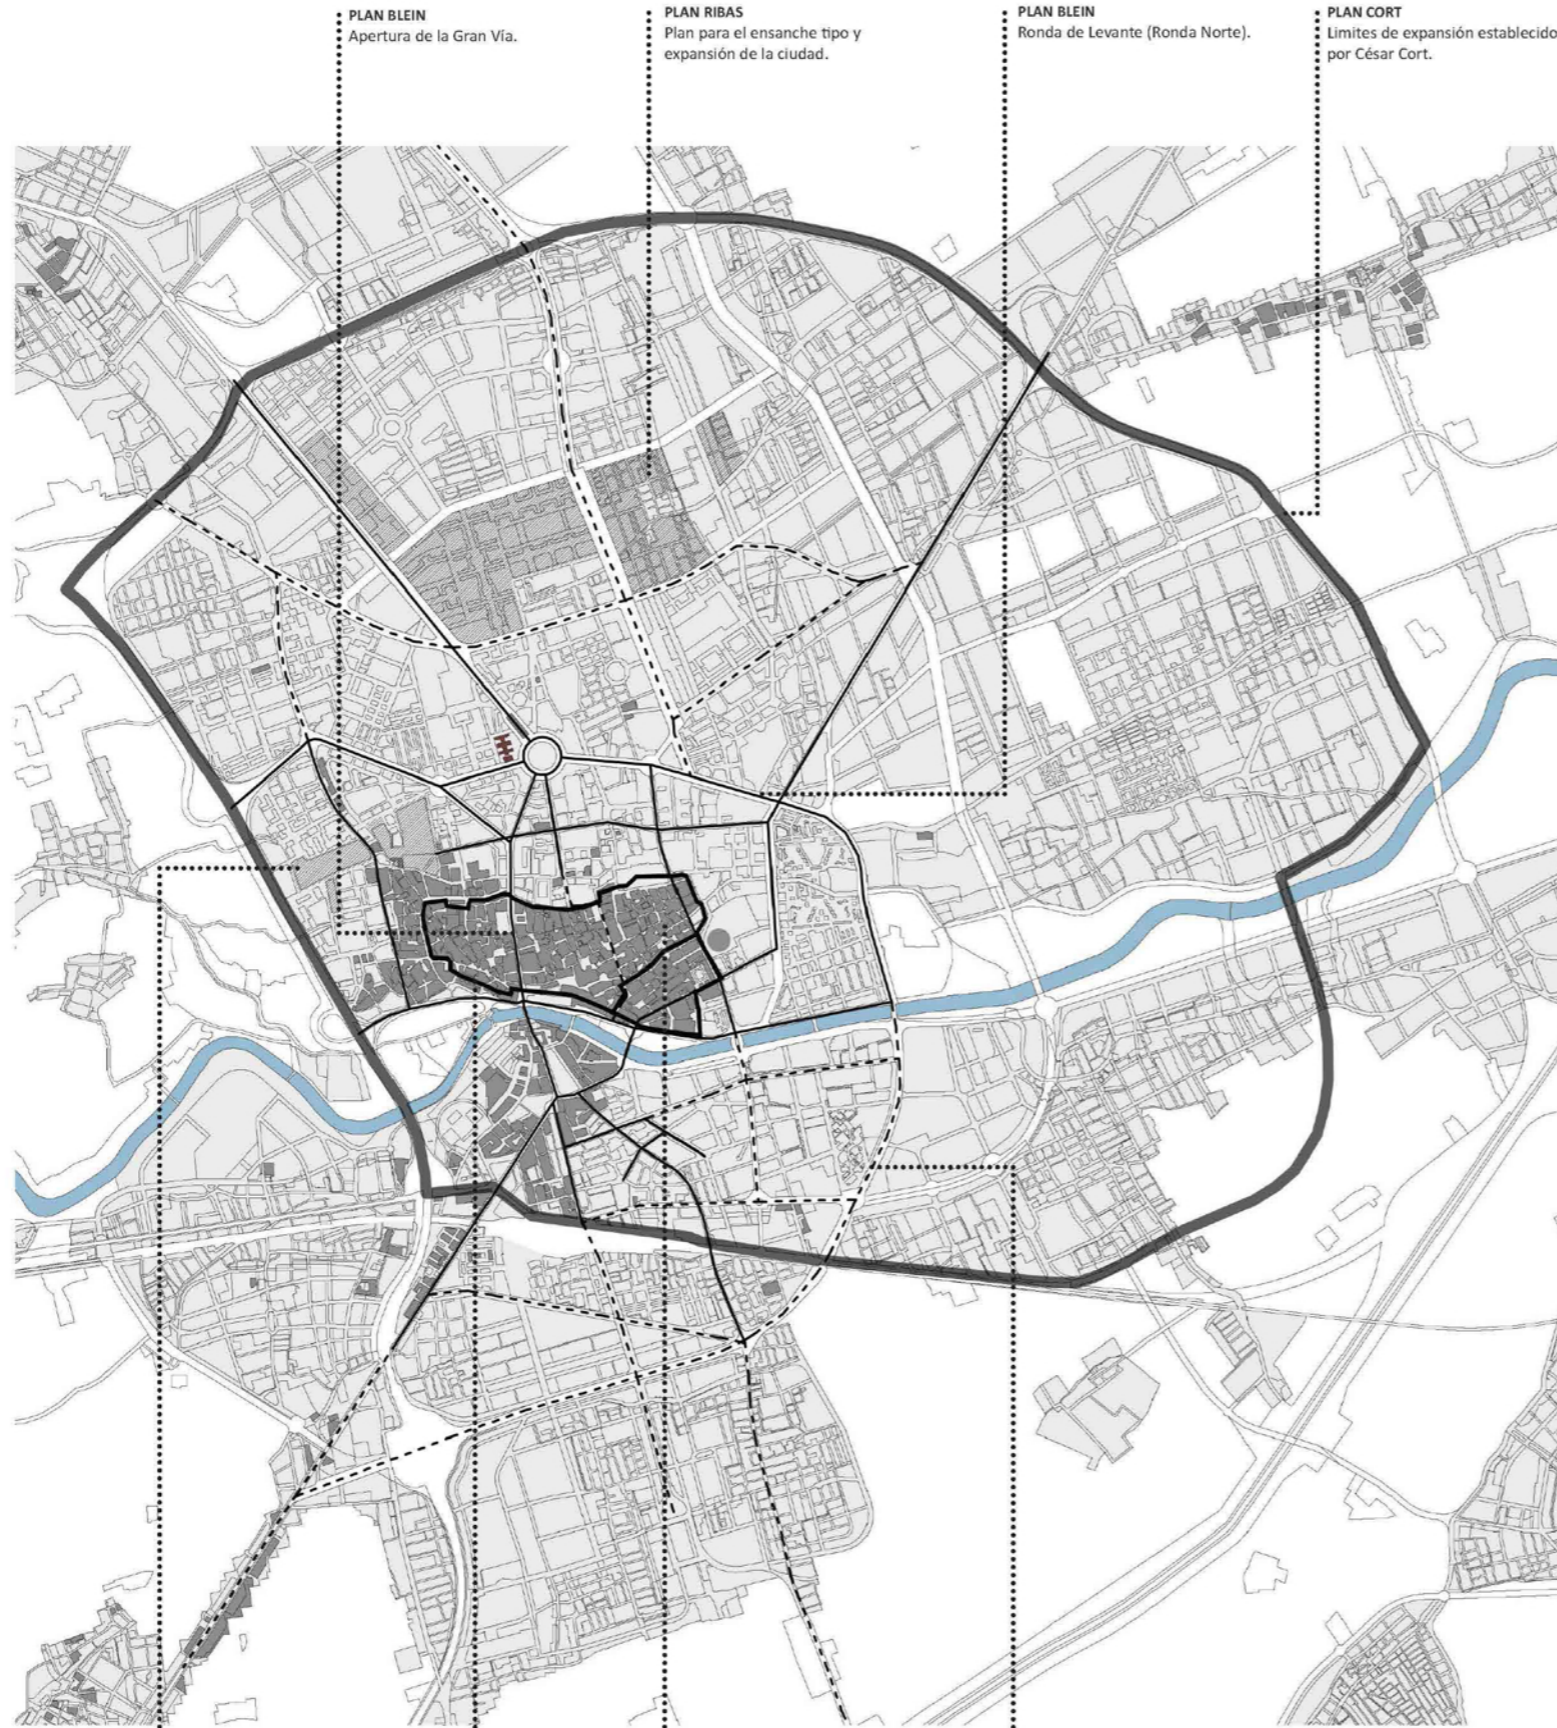 PLAN BLEIN
Apertura de la Gran Vía.
PLAN RIBAS
Plan para el ensanche tipo y
expansión de la ciudad.
PLAN BLEIN
Ronda de Levante (Ronda Norte).
PLAN CORT
Limites de expansión establecido
por César Cort.